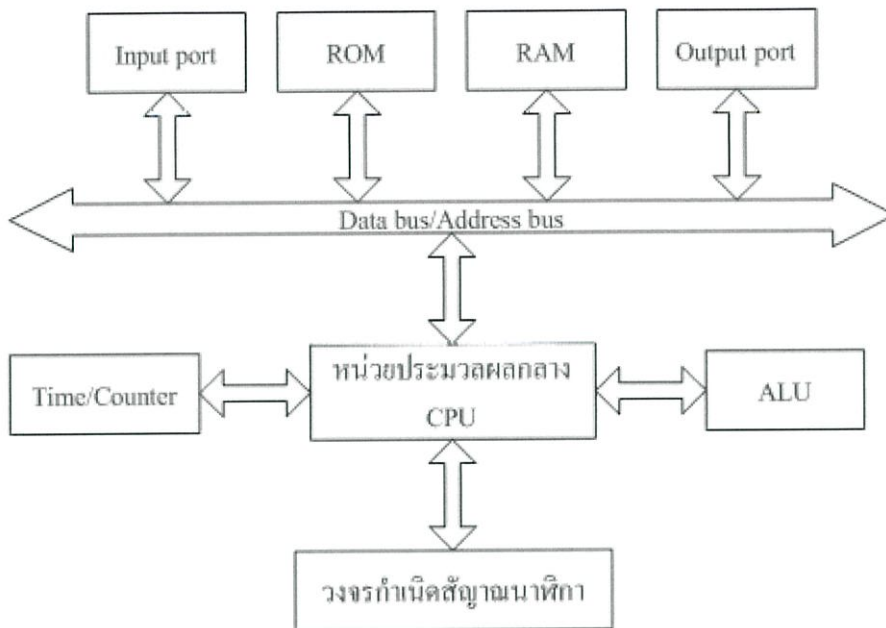 Input port
ROM
RAM
Output port
Data bus/Address bus
Time/Counter
หน่วยประมวลผลกลาง
CPU
ALU
วงจรกำเนิดสัญาณนาฬิกา